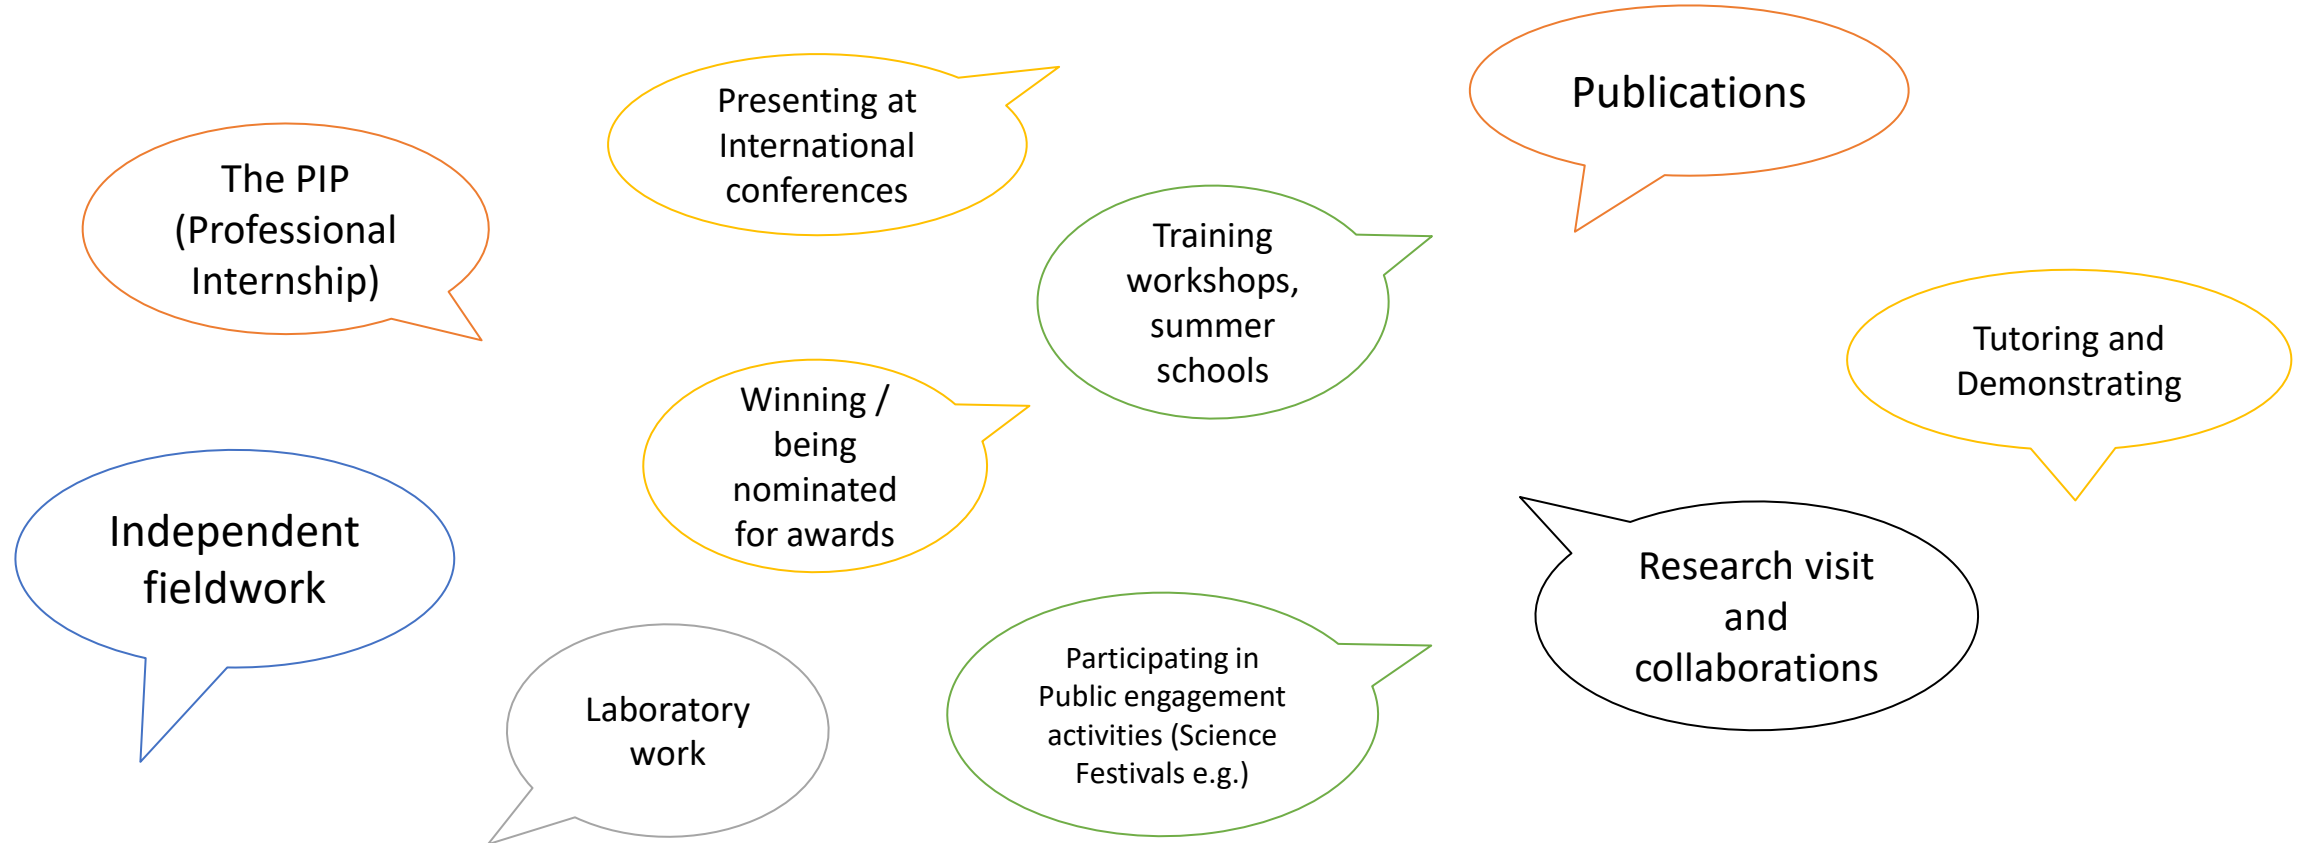 The PIP
(Professional
Internship)
Presenting at
International
conferences
Publications
Training
workshops,
summer
schools
Tutoring and
Demonstrating
Winning /
being
nominated
for awards
Independent
fieldwork
Research visit
and
collaborations
Laboratory
work
Participating in
Public engagement
activities (Science
Festivals e.g.)